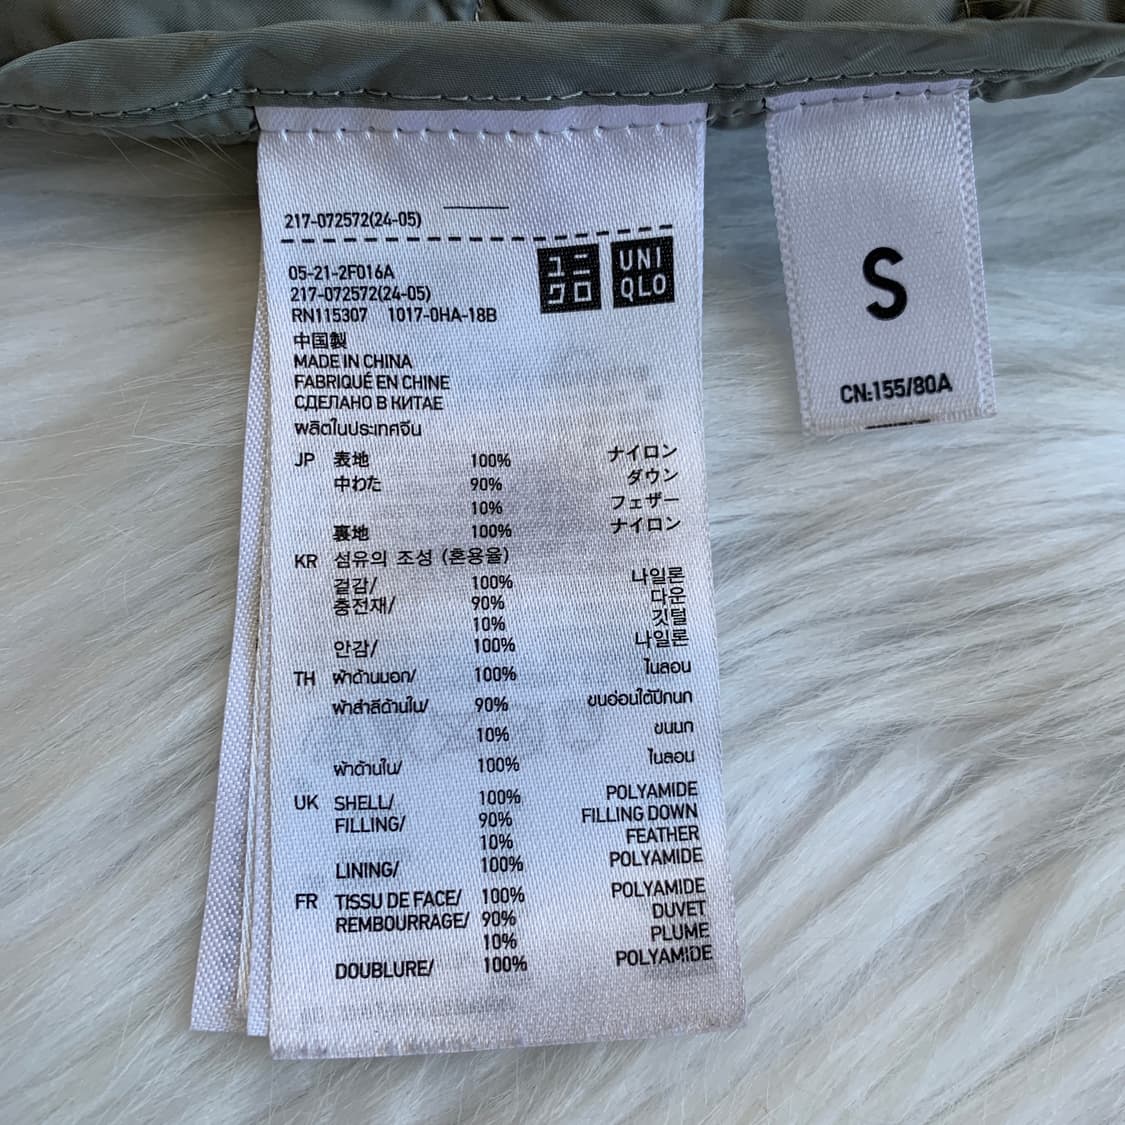 217-072572(24-05)
05-21-2F016A
217-072572(24-05)
RN115307 1017-0HA-18B
ユニクロ
UNIQLO
中国製
MADE IN CHINA
FABRIQUÉ EN CHINE
СДЕЛАНО В КИТАЕ
ผลิตในประเทศจีน
JP 表地 100% ナイロン
中わた 90% ダウン
10% フェザー
裏地 100% ナイロン
KR 섬유의 조성 (혼용율)
겉감/ 100% 나일론
충전재/ 90% 다운
10% 깃털
안감/ 100% 나일론
TH ผ้าด้านนอก/ 100% ไนลอน
ผ้าสำลีด้านใน/ 90% ขนอ่อนใต้ปีกนก
10% ขนนก
ผ้าด้านใน/ 100% ไนลอน
UK SHELL/ 100% POLYAMIDE
FILLING/ 90% FILLING DOWN
10% FEATHER
LINING/ 100% POLYAMIDE
FR TISSU DE FACE/ 100% POLYAMIDE
REMBOURRAGE/ 90% DUVET
10% PLUME
DOUBLURE/ 100% POLYAMIDE
S
CN:155/80A